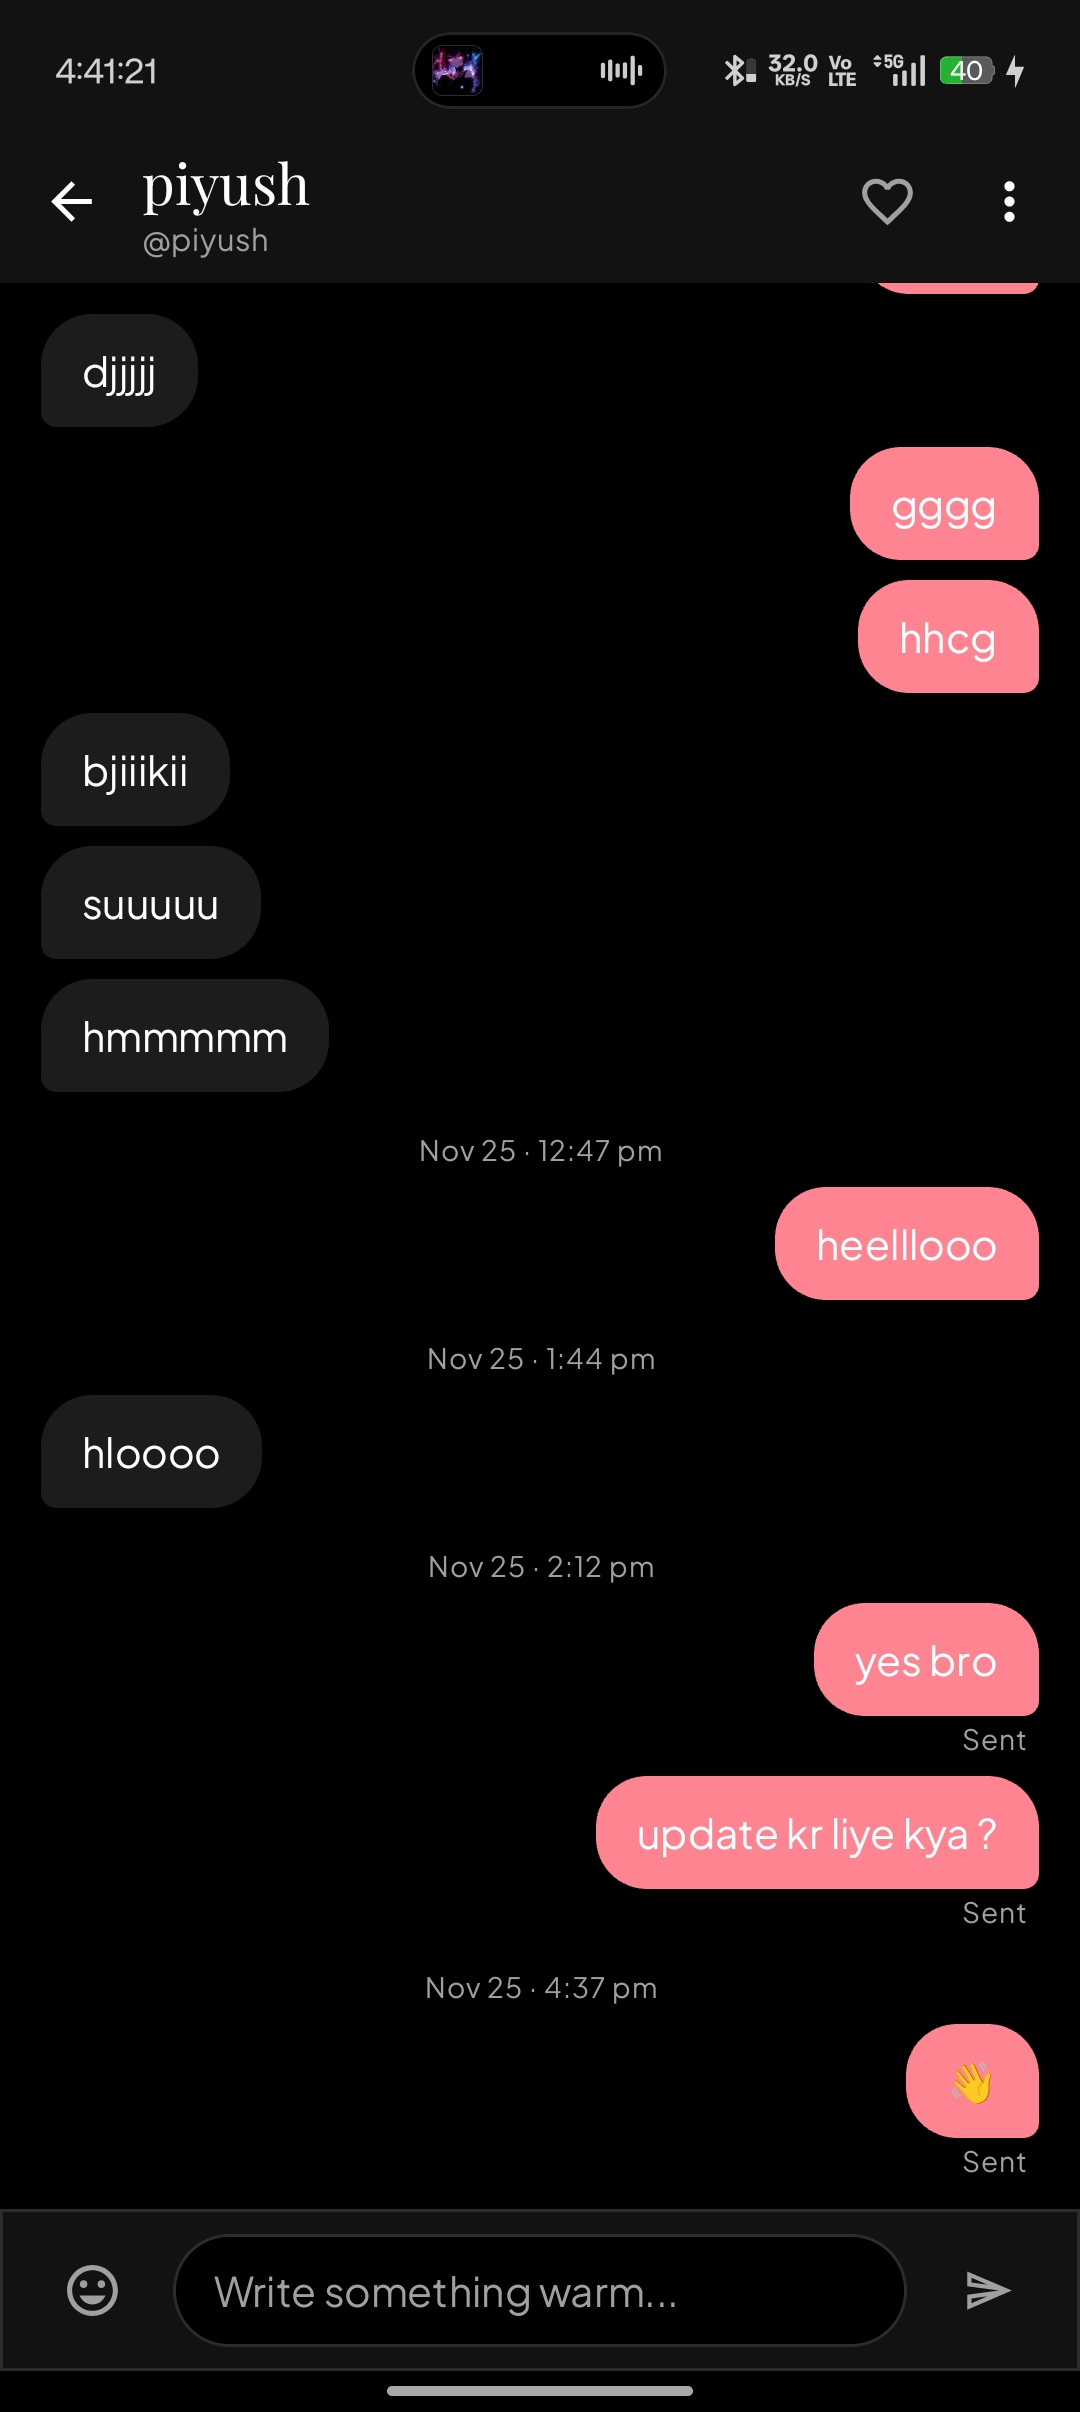 4:41:21
32.0 KB/S Vo LTE 5G 40
piyush
@piyush
djjjjj
gggg
hhcg
bjiiikii
suuuuu
hmmmmm
Nov 25 · 12:47 pm
heelllooo
Nov 25 · 1:44 pm
hloooo
Nov 25 · 2:12 pm
yes bro
Sent
update kr liye kya ?
Sent
Nov 25 · 4:37 pm
👋
Sent
Write something warm...